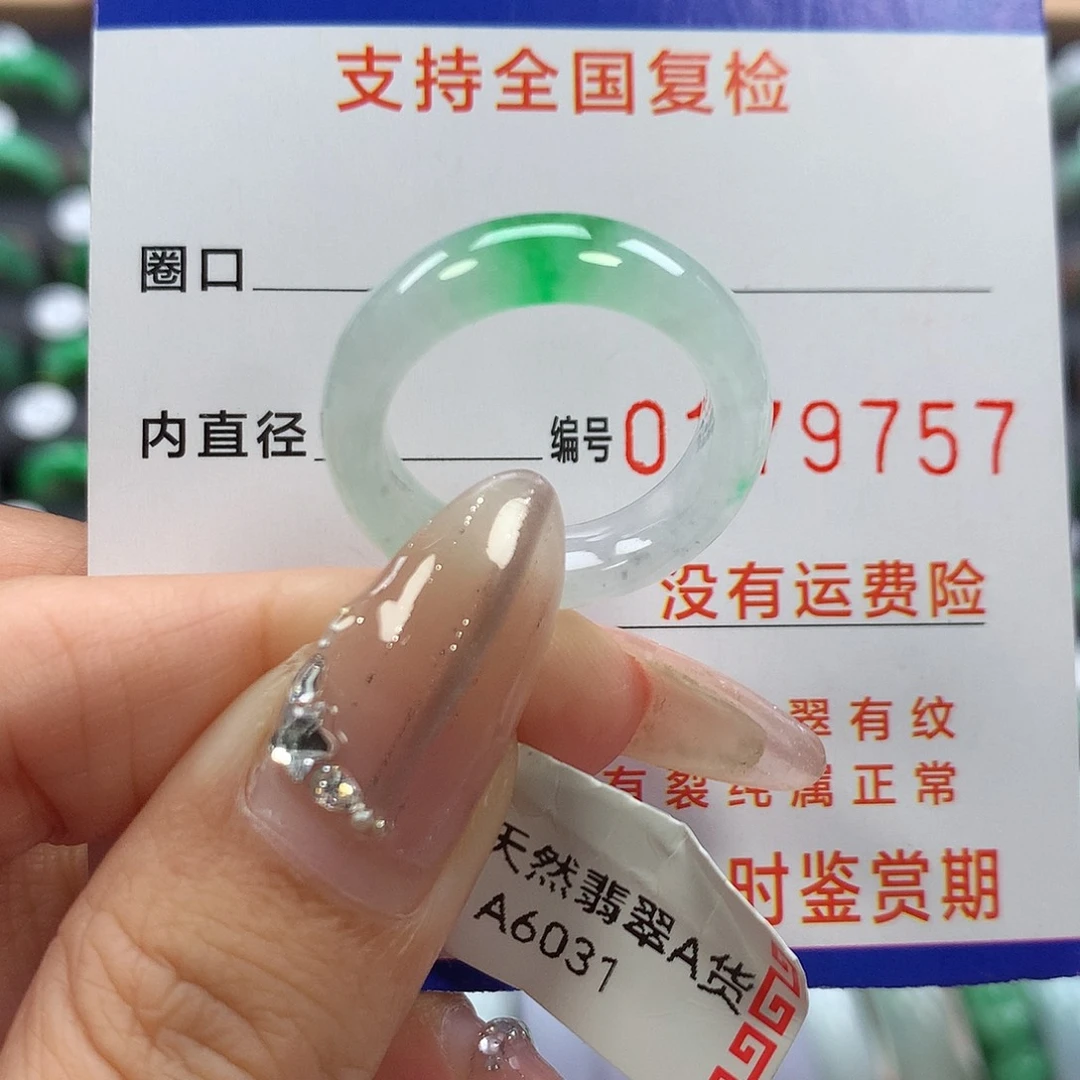 支持全国复检
圈口
内直径 编号 0179757
没有运费险
翠有纹
有裂纯属正常
时鉴赏期
天然翡翠A货
A6031